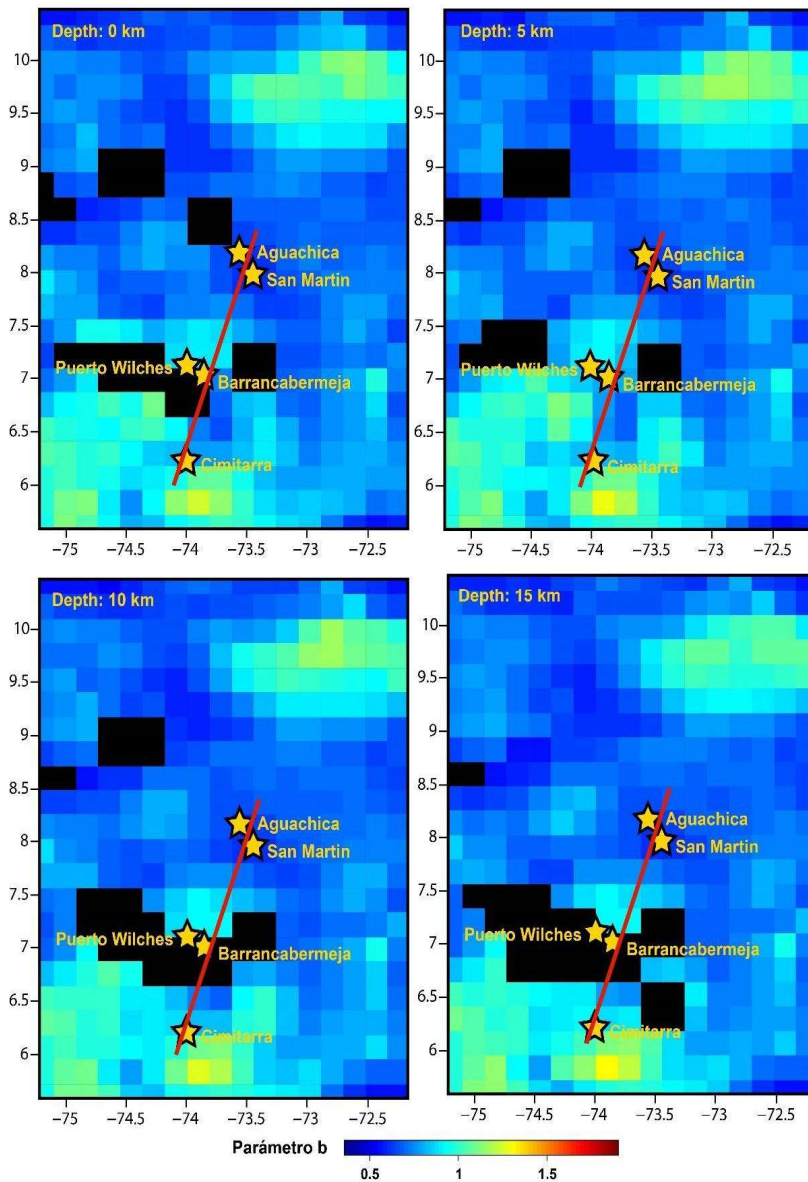 Depth: 0 km
10
9.5
9
8.5
8
7.5
7
6.5
6
Aguachica
San Martin
Puerto Wilches
Barrancabermeja
Cimitarra
−75
−74.5
−74
−73.5
−73
−72.5
Depth: 5 km
10
9.5
9
8.5
8
7.5
7
6.5
6
Aguachica
San Martin
Puerto Wilches
Barrancabermeja
Cimitarra
−75
−74.5
−74
−73.5
−73
−72.5
Depth: 10 km
10
9.5
9
8.5
8
7.5
7
6.5
6
Aguachica
San Martin
Puerto Wilches
Barrancabermeja
Cimitarra
−75
−74.5
−74
−73.5
−73
−72.5
Depth: 15 km
10
9.5
9
8.5
8
7.5
7
6.5
6
Aguachica
San Martin
Puerto Wilches
Barrancabermeja
Cimitarra
−75
−74.5
−74
−73.5
−73
−72.5
Parámetro b
0.5
1
1.5